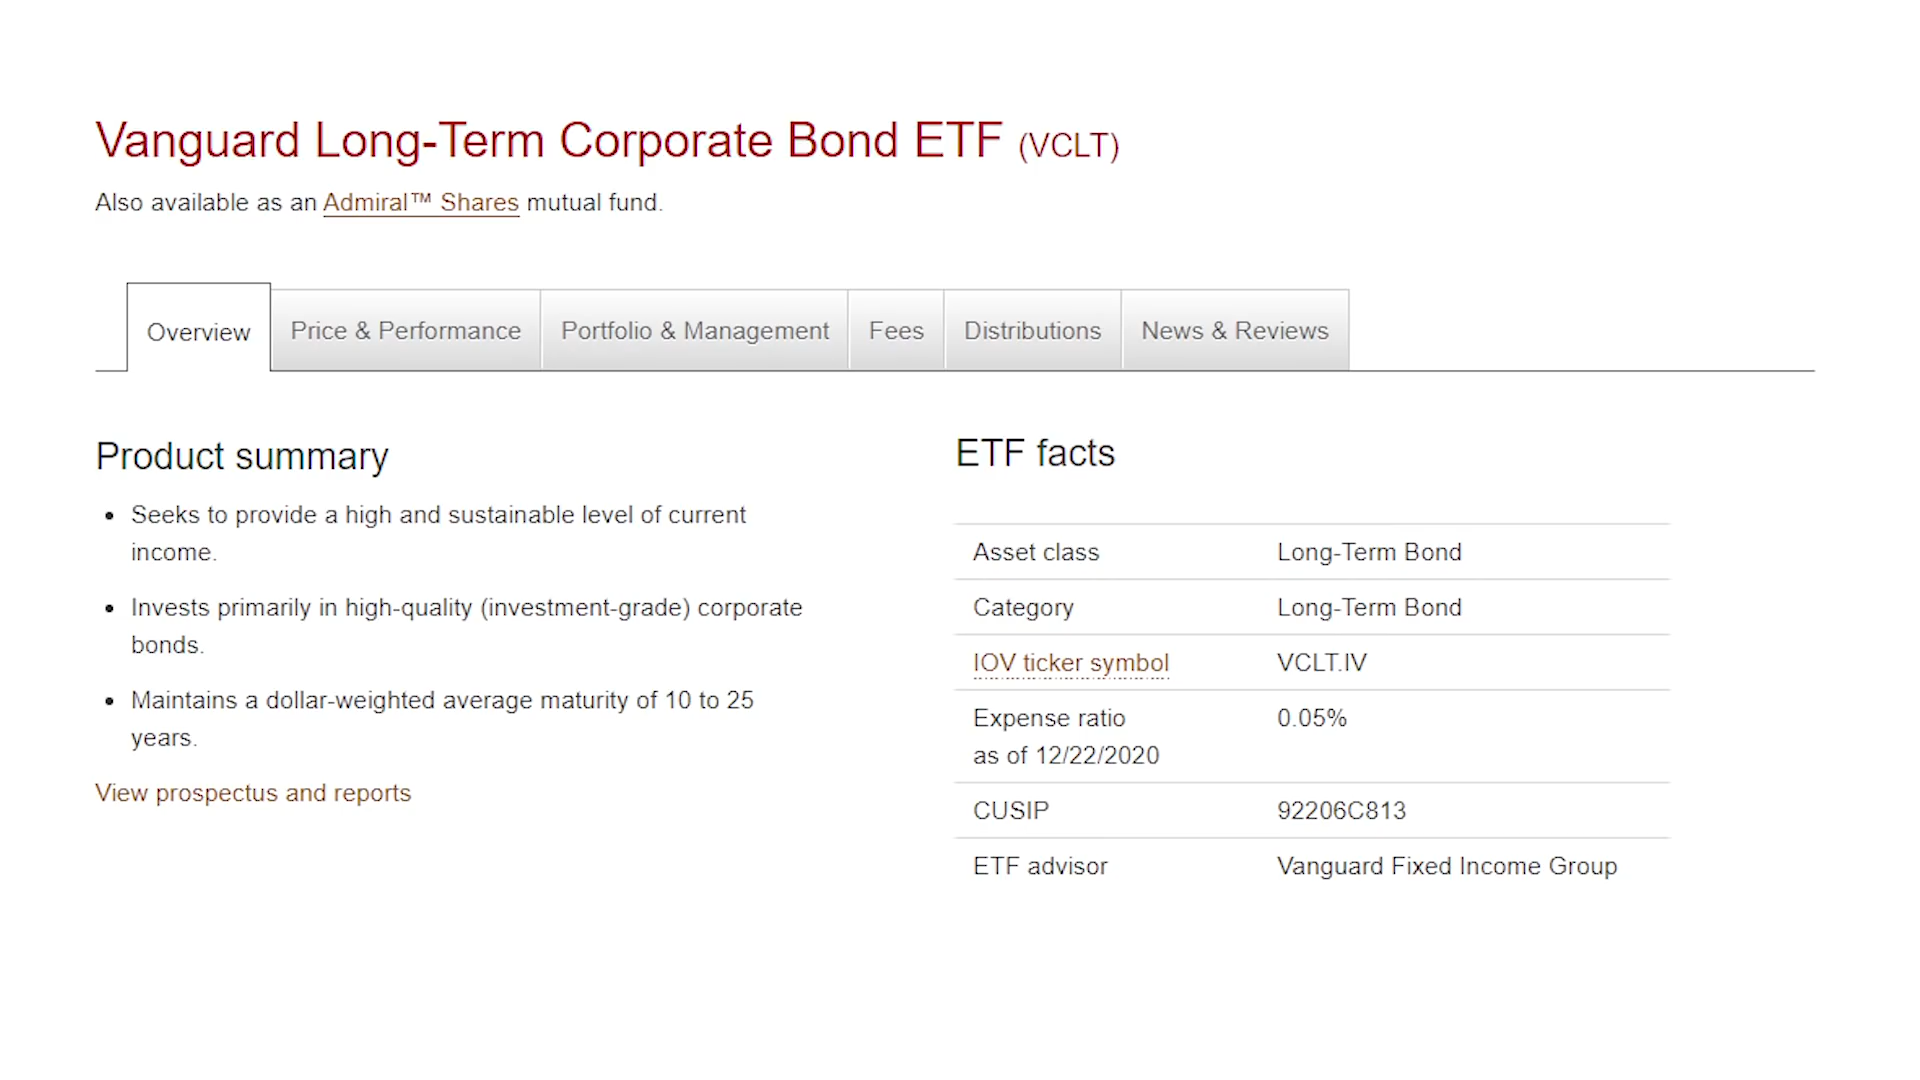 Vanguard Long-Term Corporate Bond ETF (VCLT)
Also available as an Admiral™ Shares mutual fund.
Overview
Price & Performance
Portfolio & Management
Fees
Distributions
News & Reviews
Product summary
• Seeks to provide a high and sustainable level of current
income.
• Invests primarily in high-quality (investment-grade) corporate
bonds.
• Maintains a dollar-weighted average maturity of 10 to 25
years.
View prospectus and reports
ETF facts
Asset class Long-Term Bond
Category Long-Term Bond
IOV ticker symbol VCLT.IV
Expense ratio 0.05%
as of 12/22/2020
CUSIP 92206C813
ETF advisor Vanguard Fixed Income Group